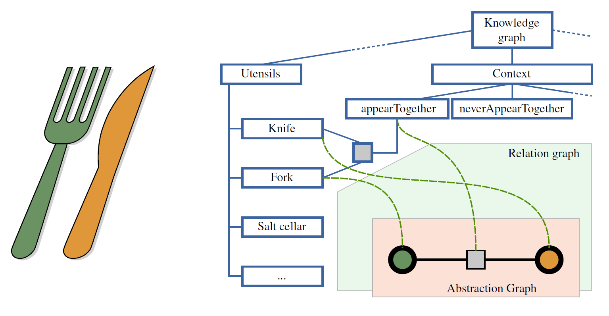 Knowledge
graph
Utensils
Context
appearTogether
neverAppearTogether
Knife
Relation graph
Fork
Salt cellar
...
Abstraction Graph